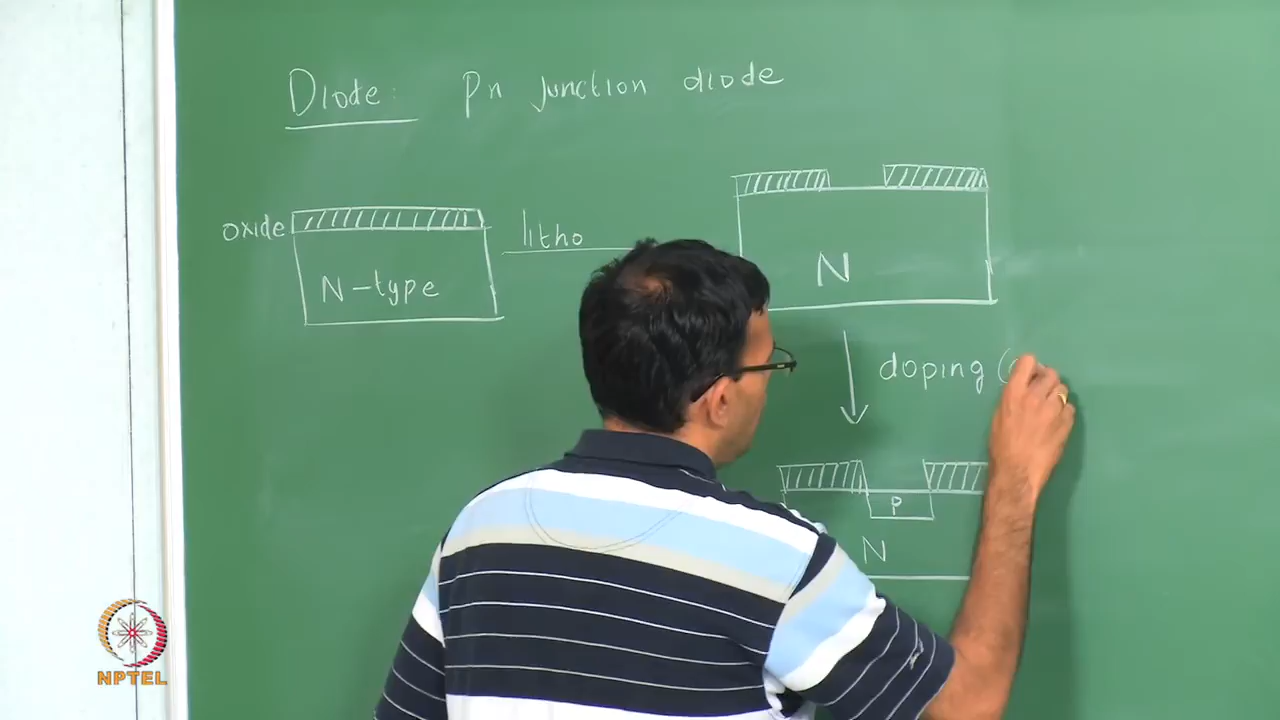 Diode: Pn junction diode
oxide
N-type
litho
N
doping (
P
N
NPTEL